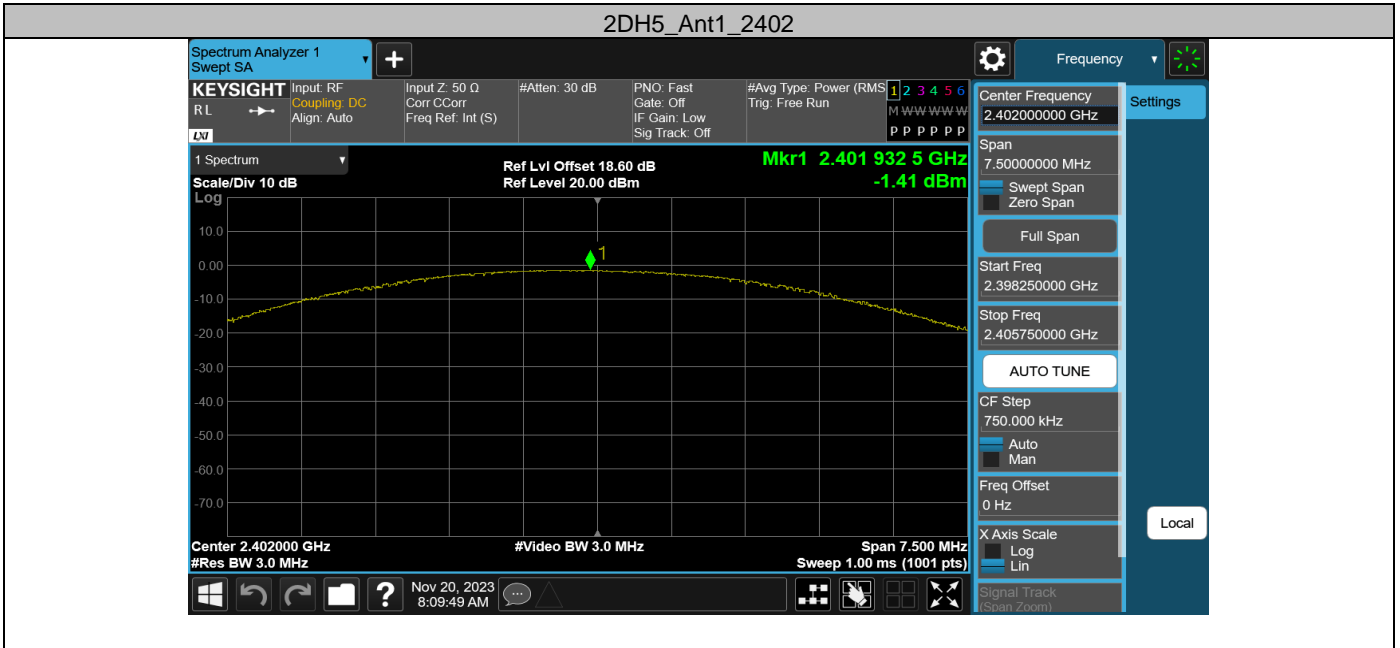 2DH5_Ant1_2402
Spectrum Analyzer 1
Swept SA
+
Frequency
KEYSIGHT
RL
LXI
Input: RF
Coupling: DC
Align: Auto
Input Z: 50 Ω
Corr CCorr
Freq Ref: Int (S)
#Atten: 30 dB
PNO: Fast
Gate: Off
IF Gain: Low
Sig Track: Off
#Avg Type: Power (RMS
Trig: Free Run
1 2 3 4 5 6
M W W W W W
P P P P P P
1 Spectrum
Scale/Div 10 dB
Ref Lvl Offset 18.60 dB
Ref Level 20.00 dBm
Mkr1 2.401 932 5 GHz
-1.41 dBm
Log
10.0
0.00
-10.0
-20.0
-30.0
-40.0
-50.0
-60.0
-70.0
1
Center 2.402000 GHz
#Res BW 3.0 MHz
#Video BW 3.0 MHz
Span 7.500 MHz
Sweep 1.00 ms (1001 pts)
Center Frequency
2.402000000 GHz
Span
7.50000000 MHz
Swept Span
Zero Span
Full Span
Start Freq
2.398250000 GHz
Stop Freq
2.405750000 GHz
AUTO TUNE
CF Step
750.000 kHz
Auto
Man
Freq Offset
0 Hz
X Axis Scale
Log
Lin
Signal Track
(Span Zoom)
Settings
Local
?
Nov 20, 2023
8:09:49 AM